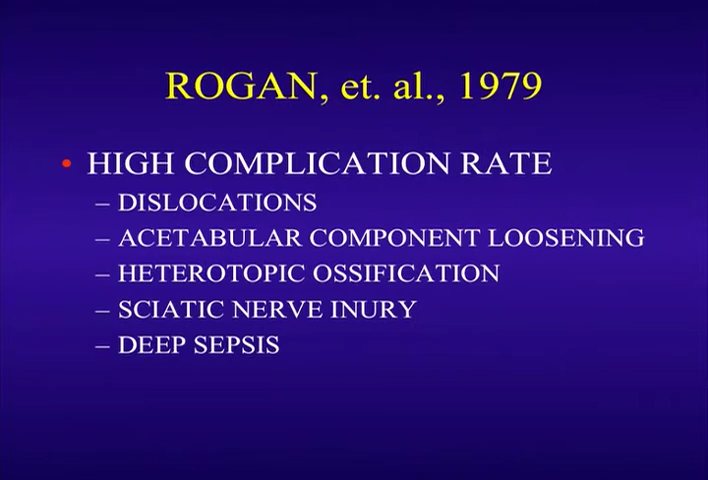 ROGAN, et. al., 1979
• HIGH COMPLICATION RATE
– DISLOCATIONS
– ACETABULAR COMPONENT LOOSENING
– HETEROTOPIC OSSIFICATION
– SCIATIC NERVE INURY
– DEEP SEPSIS